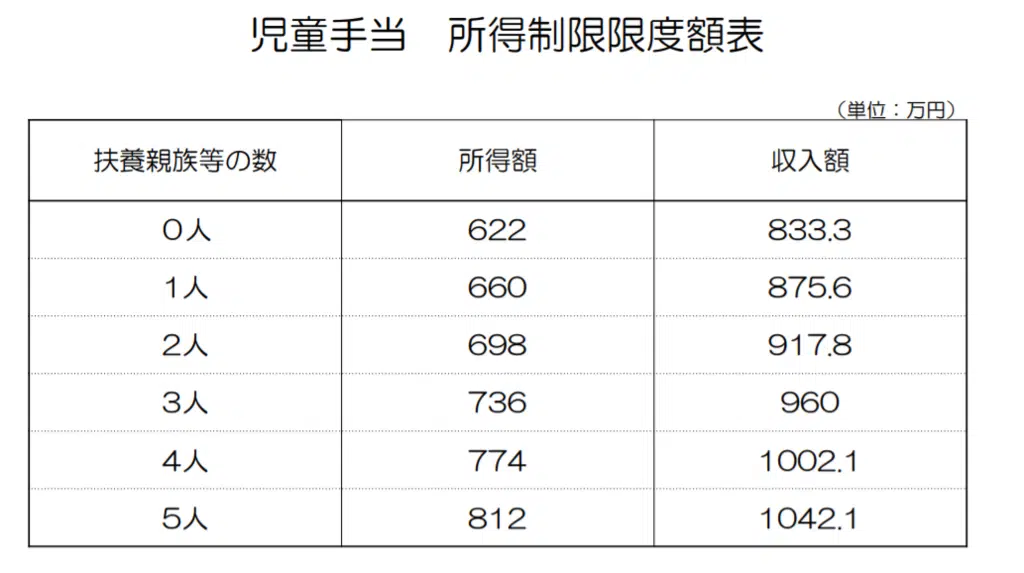 児童手当　所得制限限度額表
（単位：万円）
扶養親族等の数 所得額 収入額
０人 622 833.3
１人 660 875.6
２人 698 917.8
３人 736 960
４人 774 1002.1
５人 812 1042.1